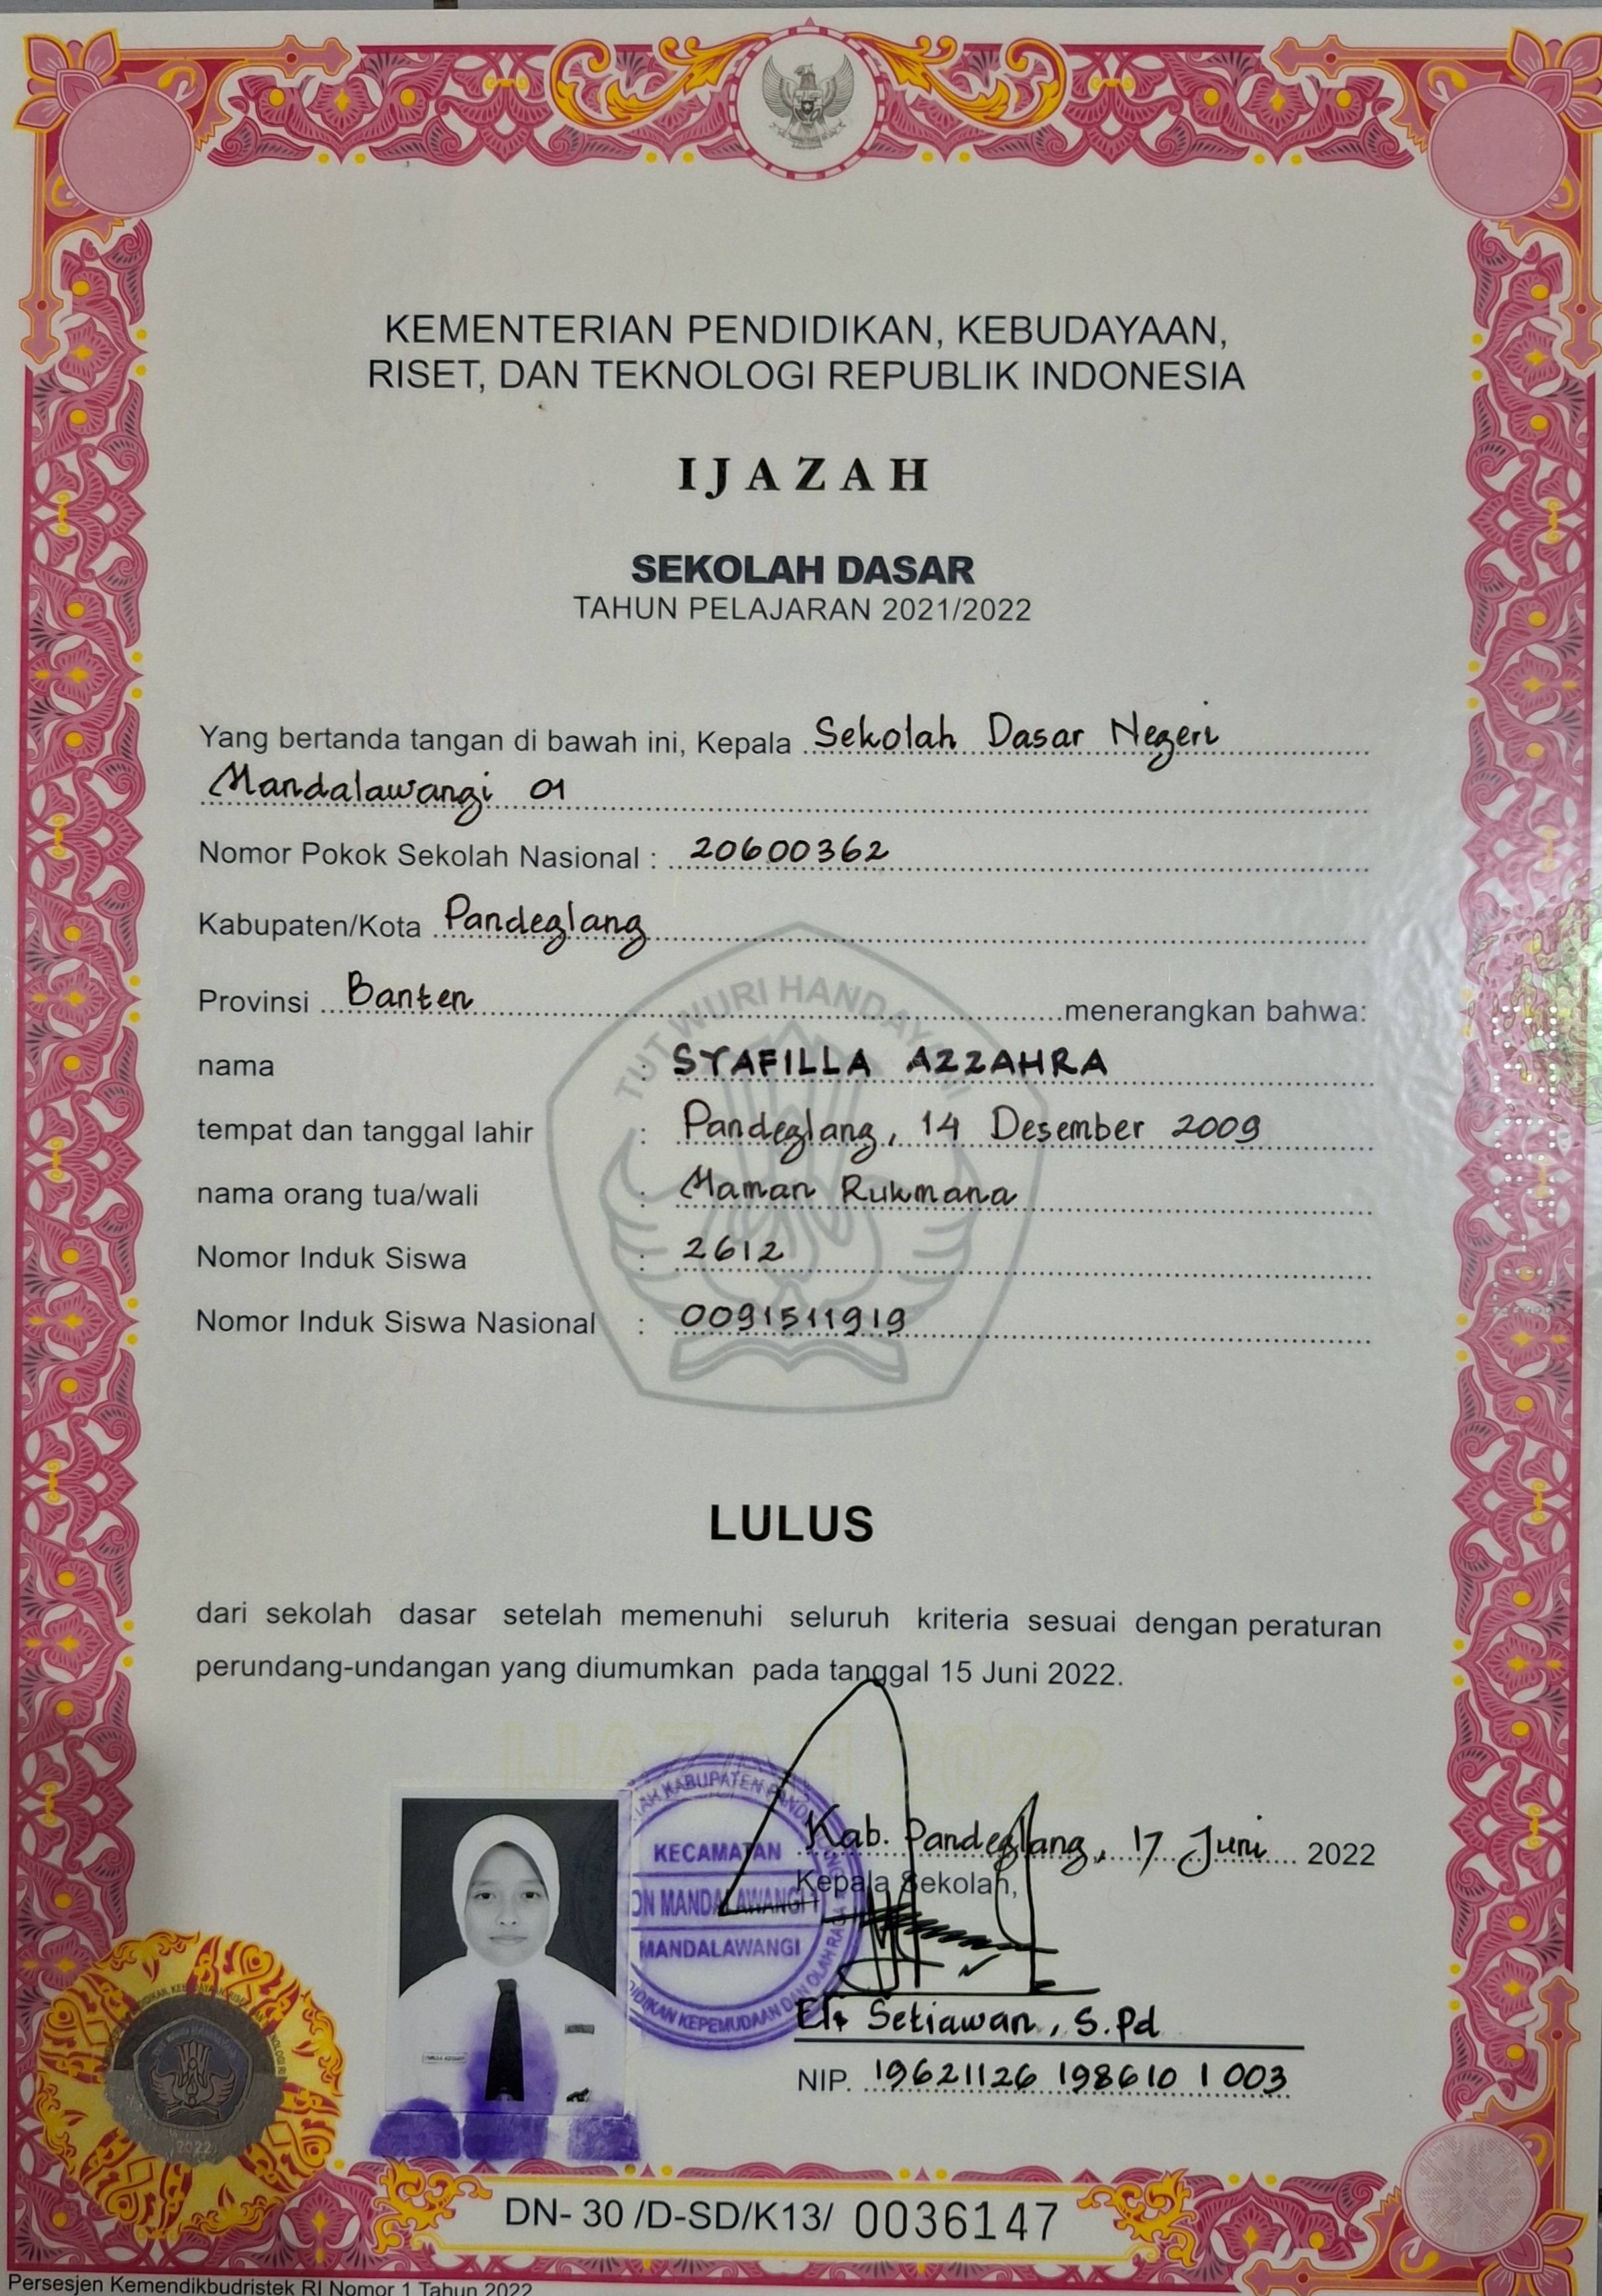 KEMENTERIAN PENDIDIKAN, KEBUDAYAAN,
RISET, DAN TEKNOLOGI REPUBLIK INDONESIA
IJAZAH
SEKOLAH DASAR
TAHUN PELAJARAN 2021/2022
Yang bertanda tangan di bawah ini, Kepala Sekolah Dasar Negeri
Mandalawangi 01
Nomor Pokok Sekolah Nasional : 20600362
Kabupaten/Kota Pandeglang
Provinsi Banten menerangkan bahwa:
TUT WURI HANDAYANI
nama : SYAFILLA AZZAHRA
tempat dan tanggal lahir : Pandeglang, 14 Desember 2009
nama orang tua/wali : Maman Rukmana
Nomor Induk Siswa : 2612
Nomor Induk Siswa Nasional : 0091511919
LULUS
dari sekolah dasar setelah memenuhi seluruh kriteria sesuai dengan peraturan
perundang-undangan yang diumumkan pada tanggal 15 Juni 2022.
IJAZAH 2022
Kab. Pandeglang, 17 Juni 2022
Kepala Sekolah,
KABUPATEN
KECAMATAN
MANDALAWANGI 1
MANDALAWANGI
KEPEMUDAAN DAN OLAH RAGA
Setiawan, S.Pd
NIP. 19621126 198610 1 003
2022
DN- 30 /D-SD/K13/ 0036147
Persesjen Kemendikbudristek RI Nomor 1 Tahun 2022